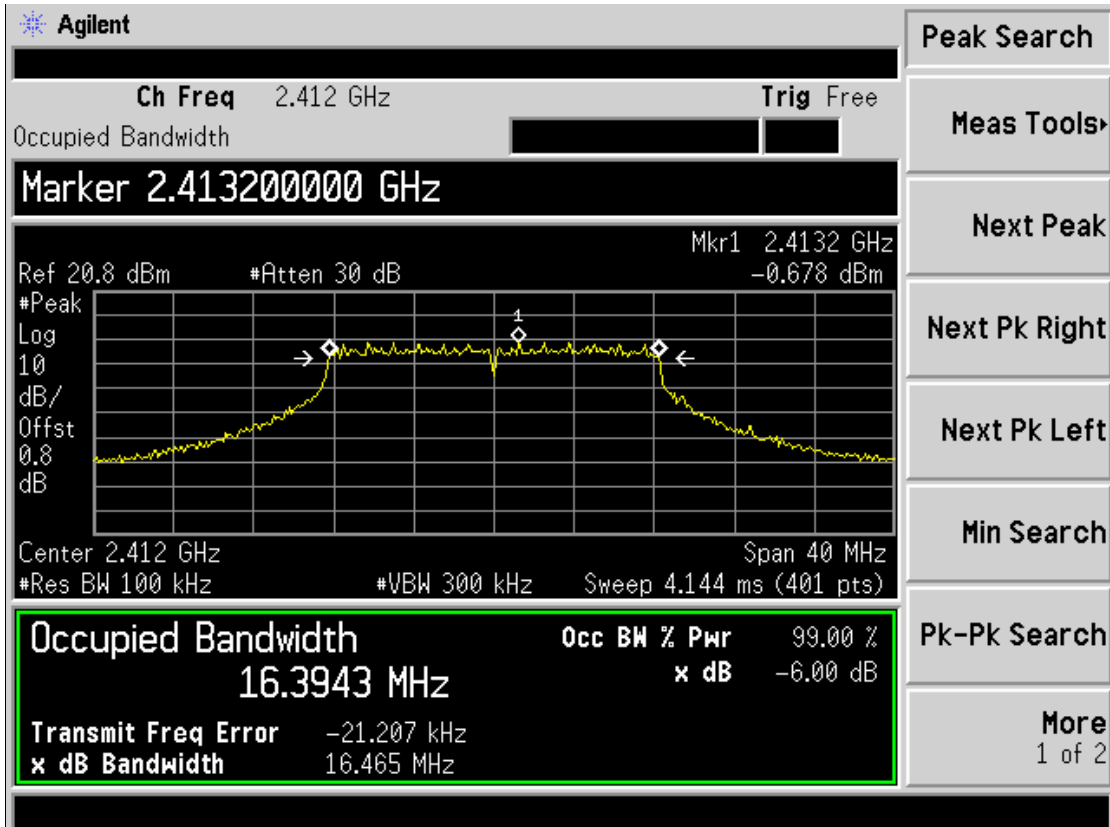 Agilent
Peak Search
Ch Freq 2.412 GHz Trig Free
Occupied Bandwidth
Meas Tools
Marker 2.413200000 GHz
Next Peak
Mkr1 2.4132 GHz
Ref 20.8 dBm #Atten 30 dB −0.678 dBm
#Peak
Log
10
dB/
Offst
0.8
dB
1
Next Pk Right
Next Pk Left
Min Search
Center 2.412 GHz Span 40 MHz
#Res BW 100 kHz #VBW 300 kHz Sweep 4.144 ms (401 pts)
Occupied Bandwidth Occ BW % Pwr 99.00 %
16.3943 MHz x dB −6.00 dB
Pk-Pk Search
Transmit Freq Error −21.207 kHz
x dB Bandwidth 16.465 MHz
More
1 of 2